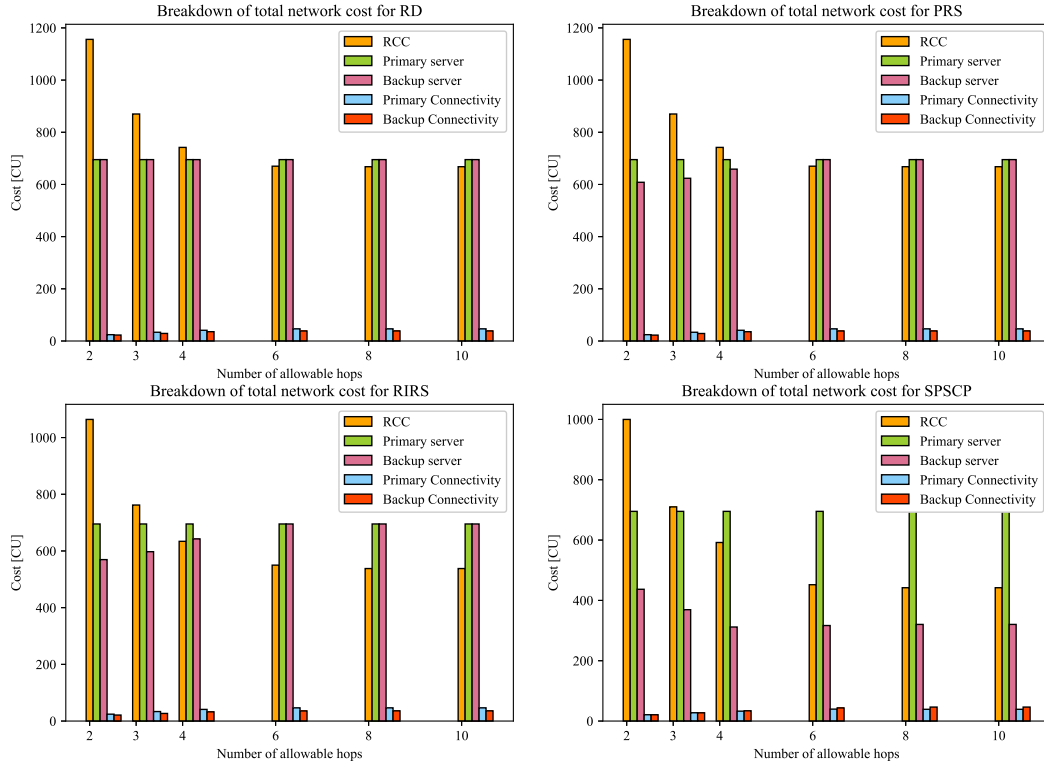 Breakdown of total network cost for RD
1200
1000
800
600
400
200
0
Cost [CU]
RCC
Primary server
Backup server
Primary Connectivity
Backup Connectivity
2 3 4 6 8 10
Number of allowable hops
Breakdown of total network cost for PRS
1200
1000
800
600
400
200
0
Cost [CU]
RCC
Primary server
Backup server
Primary Connectivity
Backup Connectivity
2 3 4 6 8 10
Number of allowable hops
Breakdown of total network cost for RIRS
1000
800
600
400
200
0
Cost [CU]
RCC
Primary server
Backup server
Primary Connectivity
Backup Connectivity
2 3 4 6 8 10
Number of allowable hops
Breakdown of total network cost for SPSCP
1000
800
600
400
200
0
Cost [CU]
RCC
Primary server
Backup server
Primary Connectivity
Backup Connectivity
2 3 4 6 8 10
Number of allowable hops